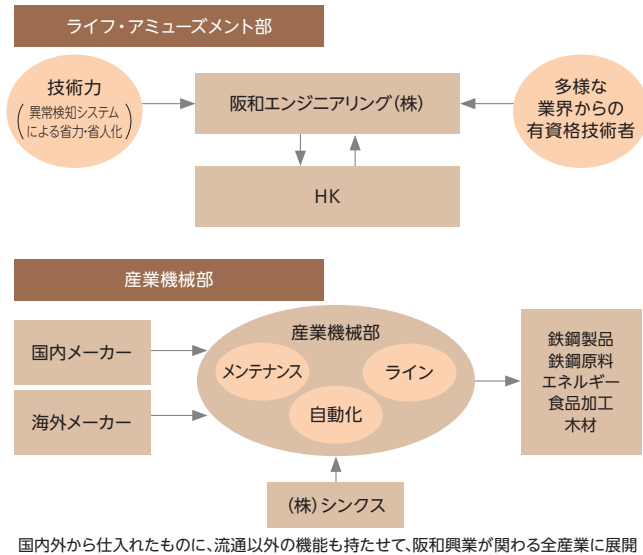 ライフ・アミューズメント部
技術力
(異常検知システム
による省力・省人化)
阪和エンジニアリング(株)
多様な
業界からの
有資格技術者
HK
産業機械部
国内メーカー
海外メーカー
産業機械部
メンテナンス
ライン
自動化
鉄鋼製品
鉄鋼原料
エネルギー
食品加工
木材
(株)シンクス
国内外から仕入れたものに、流通以外の機能も持たせて、阪和興業が関わる全産業に展開